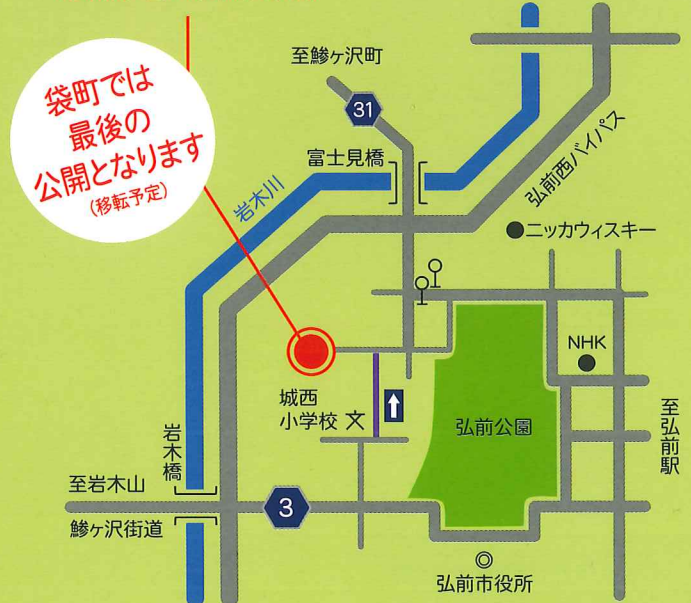 袋町では
最後の
公開となります
(移転予定)
至鰺ヶ沢町
31
富士見橋
岩木川
弘前西バイパス
ニッカウィスキー
NHK
城西
小学校 文
弘前公園
至弘前駅
岩木橋
至岩木山
3
鰺ヶ沢街道
弘前市役所